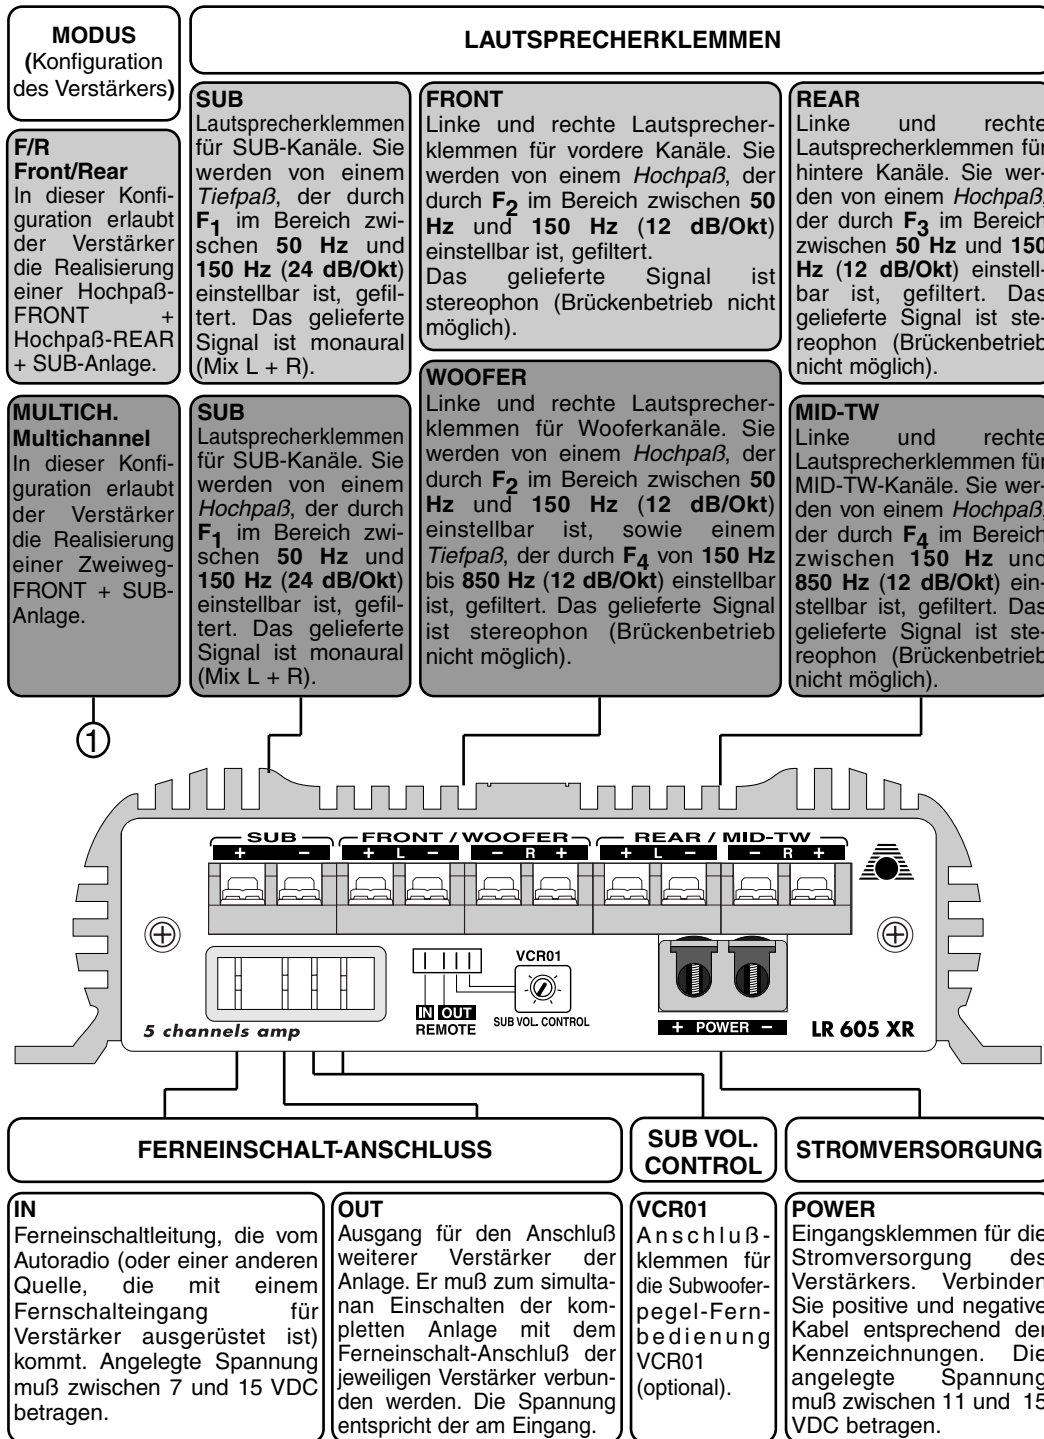 MODUS
(Konfiguration
des Verstärkers)
LAUTSPRECHERKLEMMEN
F/R
Front/Rear
In dieser Konfi-
guration erlaubt
der Verstärker
die Realisierung
einer Hochpaß-
FRONT +
Hochpaß-REAR
+ SUB-Anlage.
SUB
Lautsprecherklemmen
für SUB-Kanäle. Sie
werden von einem
Tiefpaß, der durch
F1 im Bereich zwi-
schen 50 Hz und
150 Hz (24 dB/Okt)
einstellbar ist, gefil-
tert. Das gelieferte
Signal ist monaural
(Mix L + R).
FRONT
Linke und rechte Lautsprecher-
klemmen für vordere Kanäle. Sie
werden von einem Hochpaß, der
durch F2 im Bereich zwischen 50
Hz und 150 Hz (12 dB/Okt)
einstellbar ist, gefiltert.
Das gelieferte Signal ist
stereophon (Brückenbetrieb nicht
möglich).
REAR
Linke und rechte
Lautsprecherklemmen für
hintere Kanäle. Sie wer-
den von einem Hochpaß,
der durch F3 im Bereich
zwischen 50 Hz und 150
Hz (12 dB/Okt) einstell-
bar ist, gefiltert. Das
gelieferte Signal ist ste-
reophon (Brückenbetrieb
nicht möglich).
MULTICH.
Multichannel
In dieser Konfi-
guration erlaubt
der Verstärker
die Realisierung
einer Zweiweg-
FRONT + SUB-
Anlage.
SUB
Lautsprecherklemmen
für SUB-Kanäle. Sie
werden von einem
Hochpaß, der durch
F1 im Bereich zwi-
schen 50 Hz und
150 Hz (24 dB/Okt)
einstellbar ist, gefil-
tert. Das gelieferte
Signal ist monaural
(Mix L + R).
WOOFER
Linke und rechte Lautsprecher-
klemmen für Wooferkanäle. Sie
werden von einem Hochpaß, der
durch F2 im Bereich zwischen 50
Hz und 150 Hz (12 dB/Okt)
einstellbar ist, sowie einem
Tiefpaß, der durch F4 von 150 Hz
bis 850 Hz (12 dB/Okt) einstellbar
ist, gefiltert. Das gelieferte Signal
ist stereophon (Brückenbetrieb
nicht möglich).
MID-TW
Linke und rechte
Lautsprecherklemmen für
MID-TW-Kanäle. Sie wer-
den von einem Hochpaß,
der durch F4 im Bereich
zwischen 150 Hz und
850 Hz (12 dB/Okt) ein-
stellbar ist, gefiltert. Das
gelieferte Signal ist ste-
reophon (Brückenbetrieb
nicht möglich).
1
SUB FRONT / WOOFER REAR / MID-TW
+ − + L − − R + + L − − R +
VCR01
IN OUT
REMOTE
SUB VOL. CONTROL
+ POWER −
5 channels amp
LR 605 XR
FERNEINSCHALT-ANSCHLUSS
SUB VOL.
CONTROL
STROMVERSORGUNG
IN
Ferneinschaltleitung, die vom
Autoradio (oder einer anderen
Quelle, die mit einem
Fernschalteingang für
Verstärker ausgerüstet ist)
kommt. Angelegte Spannung
muß zwischen 7 und 15 VDC
betragen.
OUT
Ausgang für den Anschluß
weiterer Verstärker der
Anlage. Er muß zum simulta-
nan Einschalten der kom-
pletten Anlage mit dem
Ferneinschalt-Anschluß der
jeweiligen Verstärker verbun-
den werden. Die Spannung
entspricht der am Eingang.
VCR01
Anschluß-
klemmen für
die Subwoofer-
pegel-Fern-
bedienung
VCR01
(optional).
POWER
Eingangsklemmen für die
Stromversorgung des
Verstärkers. Verbinden
Sie positive und negative
Kabel entsprechend der
Kennzeichnungen. Die
angelegte Spannung
muß zwischen 11 und 15
VDC betragen.